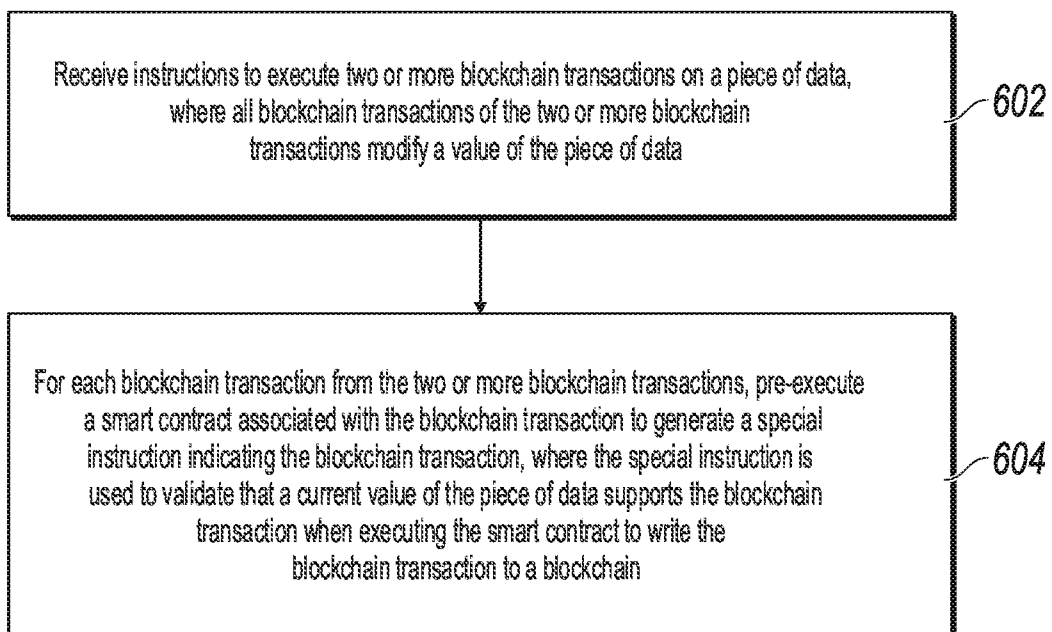 Receive instructions to execute two or more blockchain transactions on a piece of data,
where all blockchain transactions of the two or more blockchain
transactions modify a value of the piece of data
602
For each blockchain transaction from the two or more blockchain transactions, pre-execute
a smart contract associated with the blockchain transaction to generate a special
instruction indicating the blockchain transaction, where the special instruction is
used to validate that a current value of the piece of data supports the blockchain
transaction when executing the smart contract to write the
blockchain transaction to a blockchain
604